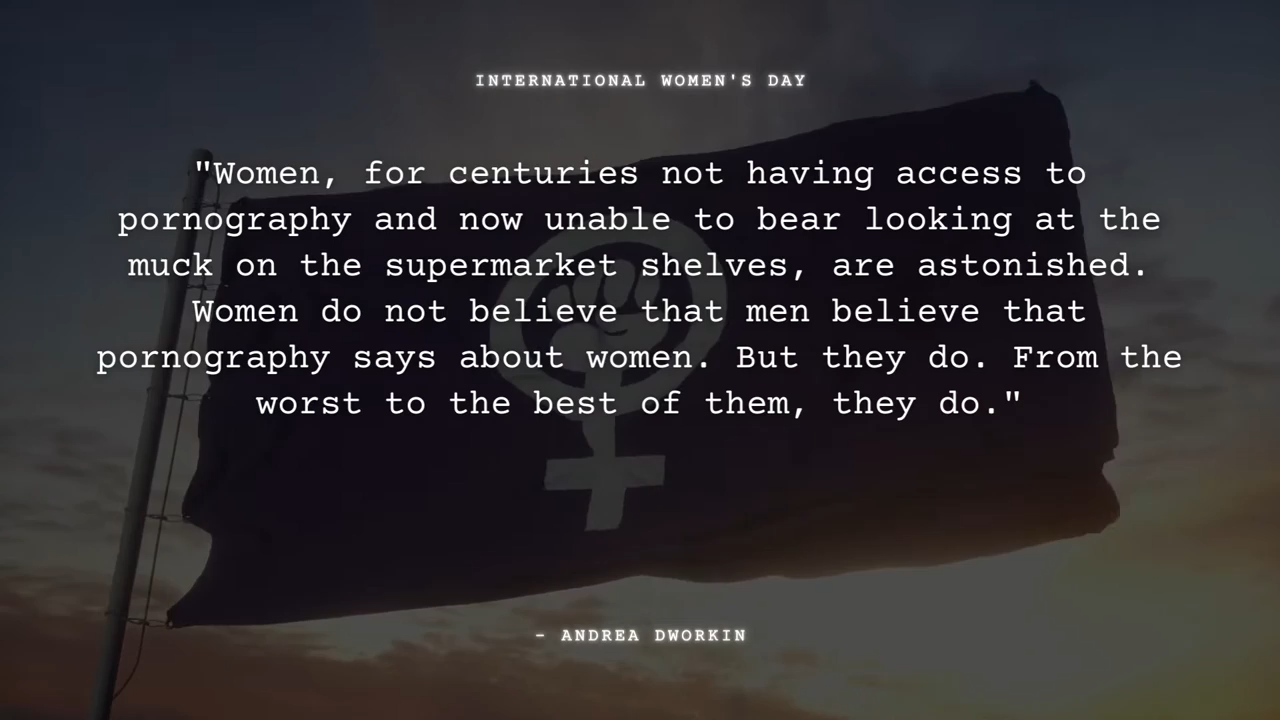 INTERNATIONAL WOMEN'S DAY
"Women, for centuries not having access to
pornography and now unable to bear looking at the
muck on the supermarket shelves, are astonished.
Women do not believe that men believe that
pornography says about women. But they do. From the
worst to the best of them, they do."
- ANDREA DWORKIN